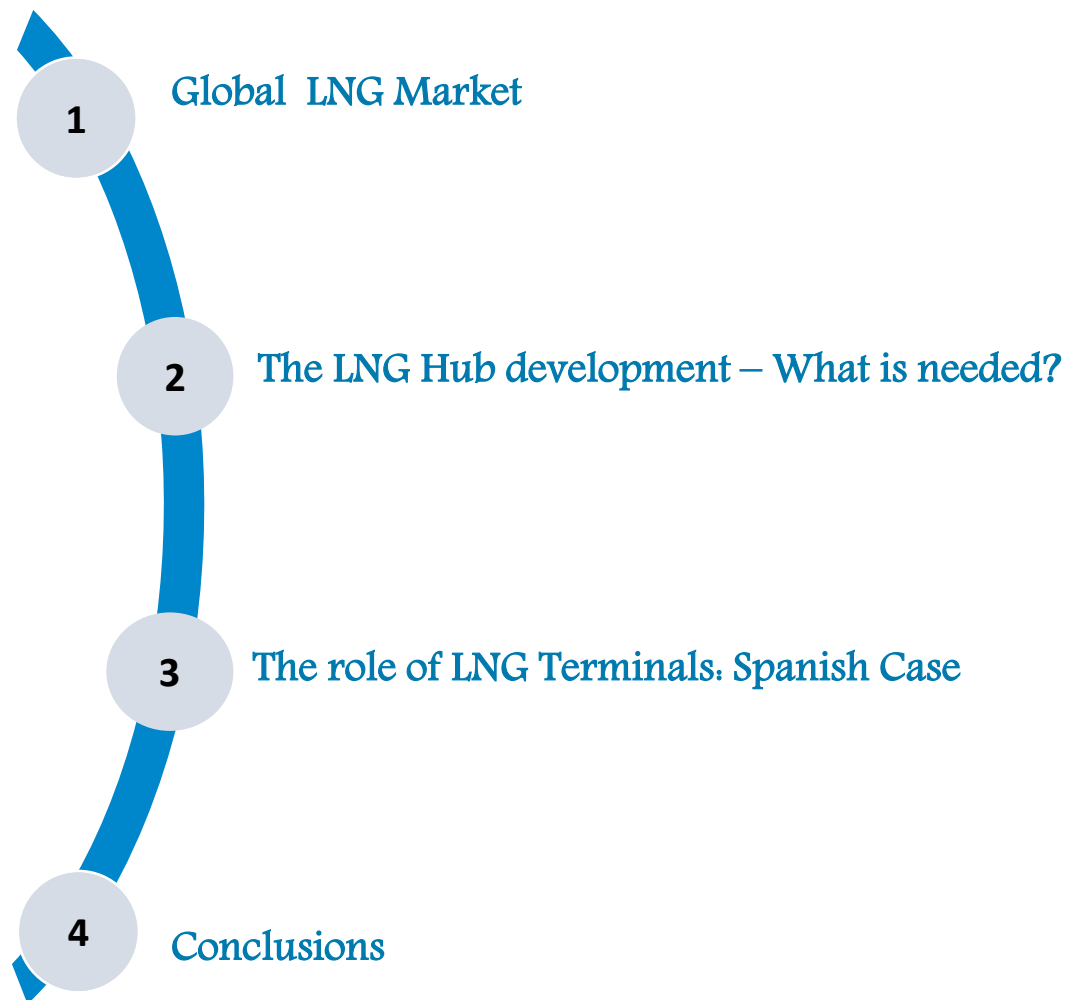 1
Global LNG Market
2
The LNG Hub development – What is needed?
3
The role of LNG Terminals: Spanish Case
4
Conclusions